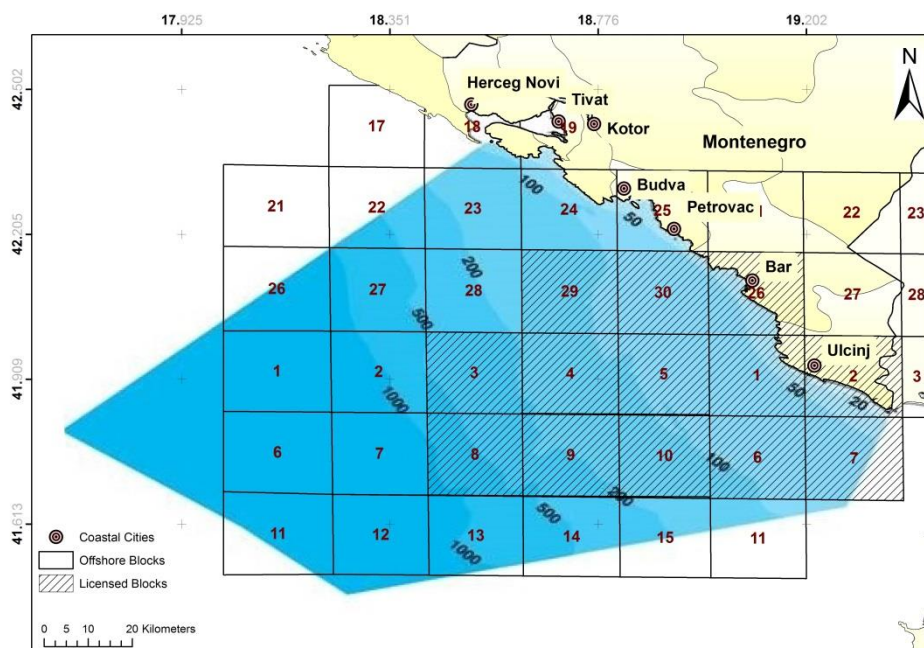 17.925 18.351 18.776 19.202
N
42.502
Herceg Novi
Tivat
17 18 19 Kotor
Montenegro
100
Budva
21 22 23 24 25 22 23
50
Petrovac
42.205
200
Bar
26 27 28 29 30 26 27 28
500
Ulcinj
41.909
1 2 3 4 5 1 2 3
1000 50 20
6 7 8 9 10 100 6 7
200
41.613
500
11 12 13 14 15 11
1000
Coastal Cities
Offshore Blocks
Licensed Blocks
0 5 10 20 Kilometers